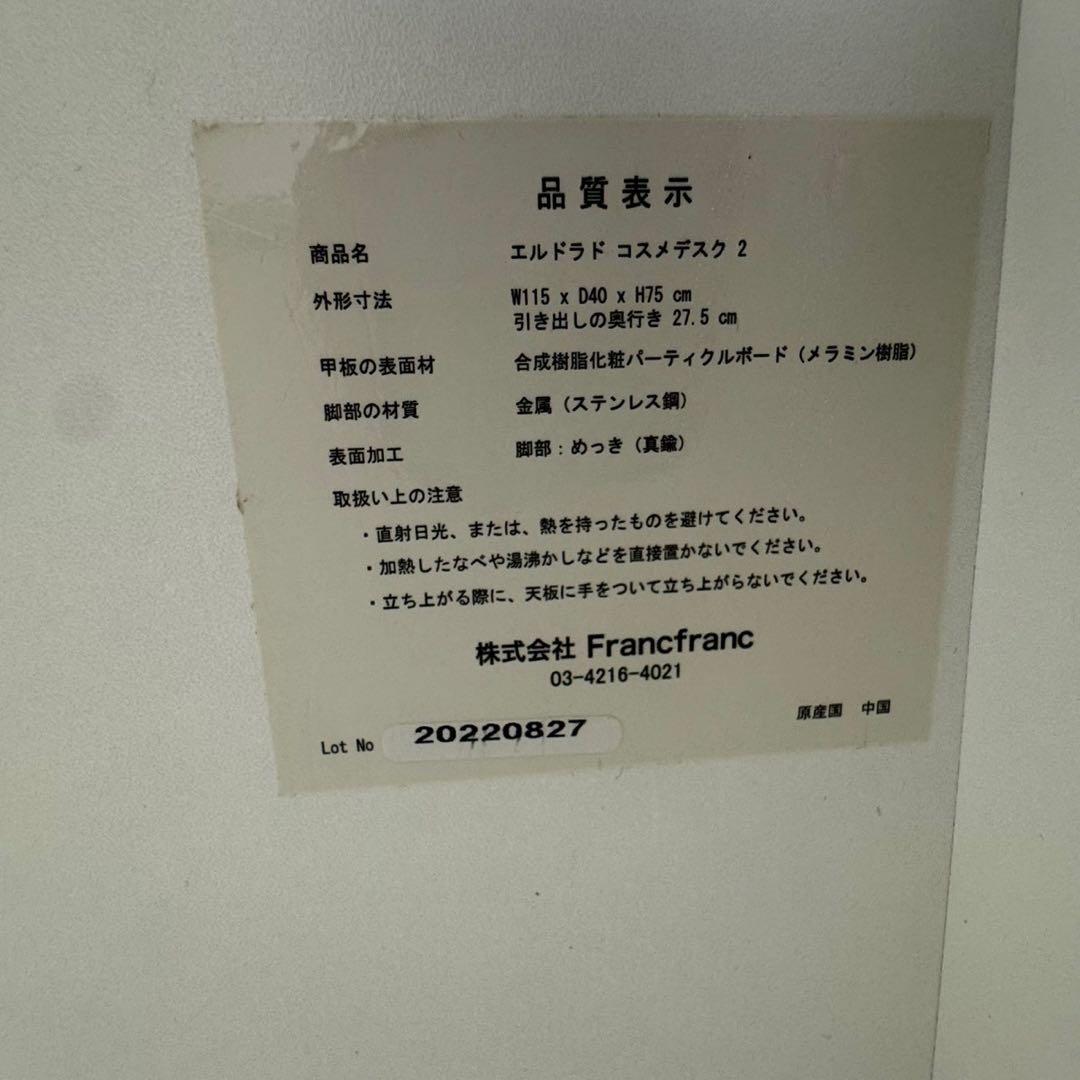 品質表示
商品名 エルドラド コスメデスク 2
外形寸法 W115 x D40 x H75 cm
引き出しの奥行き 27.5 cm
甲板の表面材 合成樹脂化粧パーティクルボード（メラミン樹脂）
脚部の材質 金属（ステンレス鋼）
表面加工 脚部：めっき（真鍮）
取扱い上の注意
・直射日光、または、熱を持ったものを避けてください。
・加熱したなべや湯沸かしなどを直接置かないでください。
・立ち上がる際に、天板に手をついて立ち上がらないでください。
株式会社 Francfranc
03-4216-4021
原産国 中国
Lot No 20220827